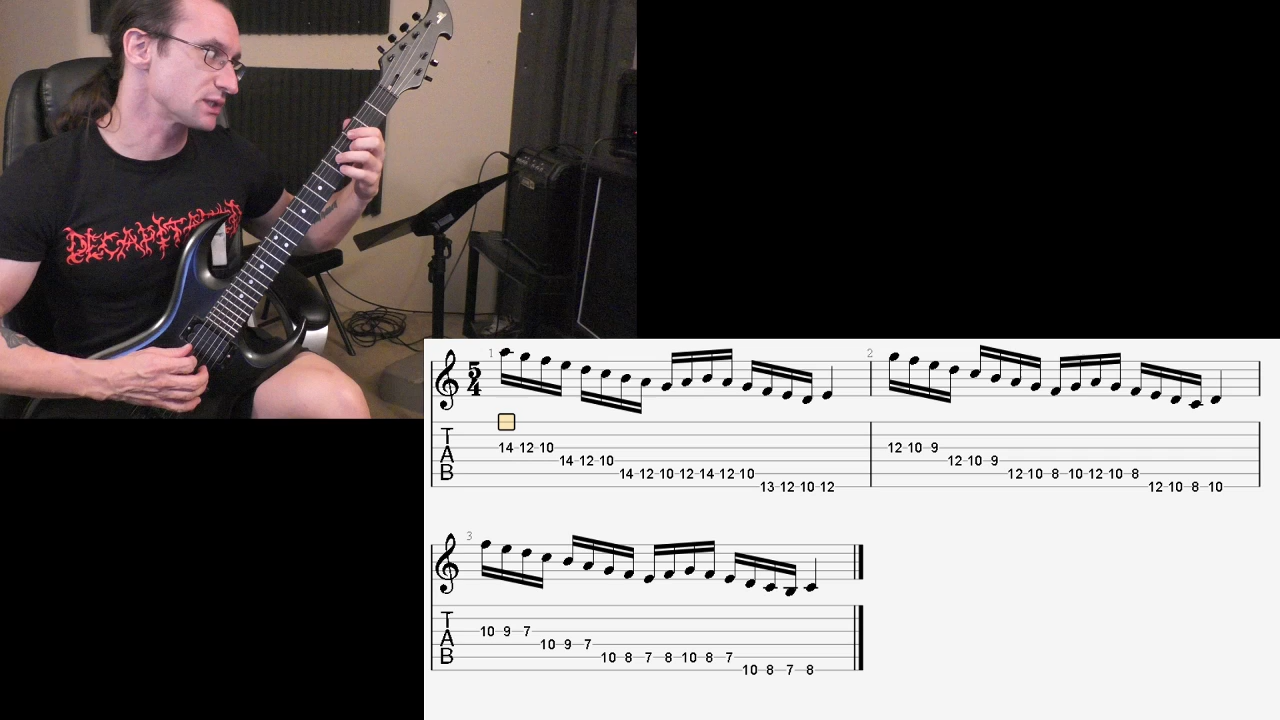 DECAPITATED
1
2
5
4
T
A
B
14 12 10
12 10 9
14 12 10
12 10 9
14 12 10 12 14 12 10
12 10 8 10 12 10 8
13 12 10 12
12 10 8 10
3
T
A
B
10 9 7
10 9 7
10 8 7 8 10 8 7
10 8 7 8